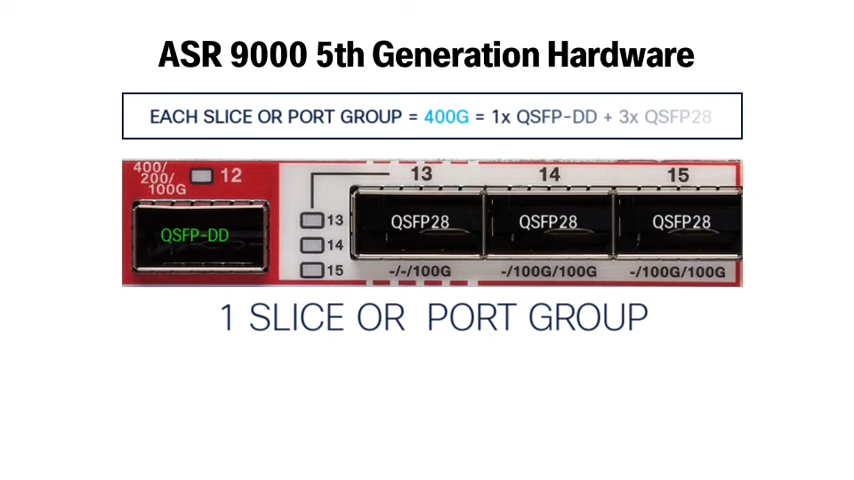 ASR 9000 5th Generation Hardware
EACH SLICE OR PORT GROUP = 400G = 1x QSFP-DD + 3x QSFP28
400/
200/
100G
12
QSFP-DD
13
14
15
13
14
15
QSFP28
QSFP28
QSFP28
-/-/100G
-/100G/100G
-/100G/100G
1 SLICE OR PORT GROUP